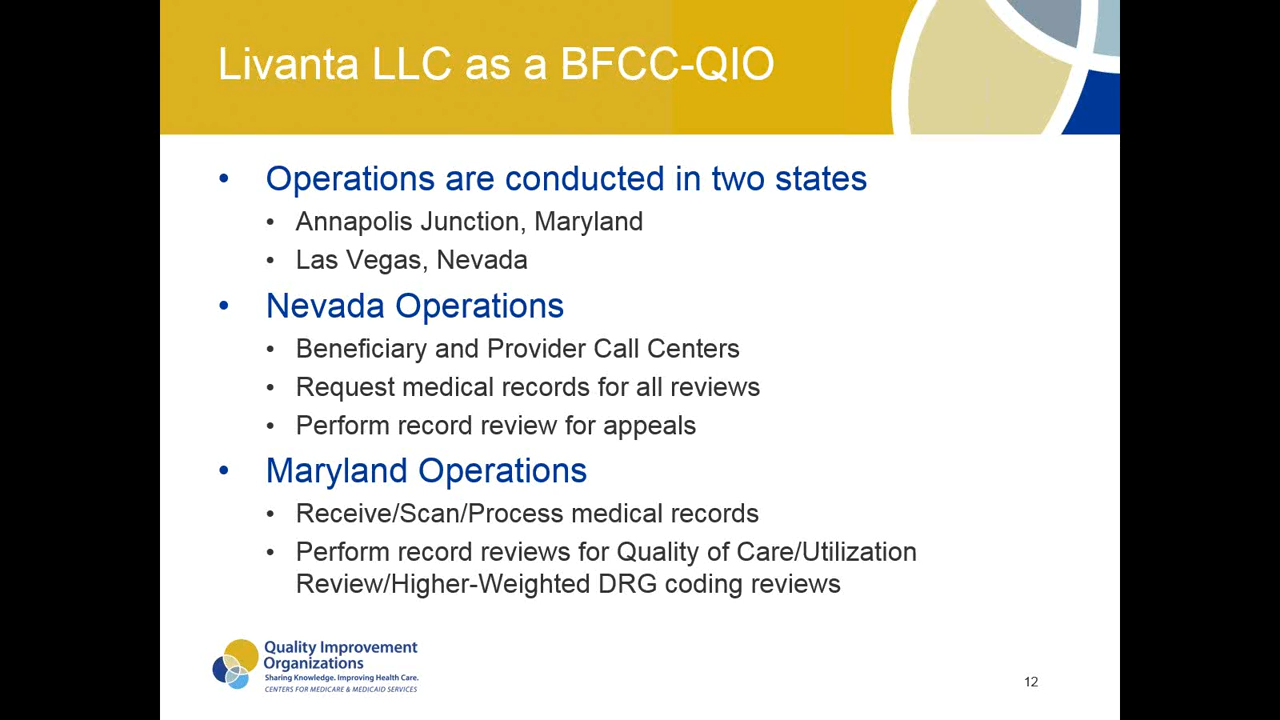 Livanta LLC as a BFCC-QIO
• Operations are conducted in two states
• Annapolis Junction, Maryland
• Las Vegas, Nevada
• Nevada Operations
• Beneficiary and Provider Call Centers
• Request medical records for all reviews
• Perform record review for appeals
• Maryland Operations
• Receive/Scan/Process medical records
• Perform record reviews for Quality of Care/Utilization
Review/Higher-Weighted DRG coding reviews
Quality Improvement
Organizations
Sharing Knowledge. Improving Health Care.
CENTERS FOR MEDICARE & MEDICAID SERVICES
12